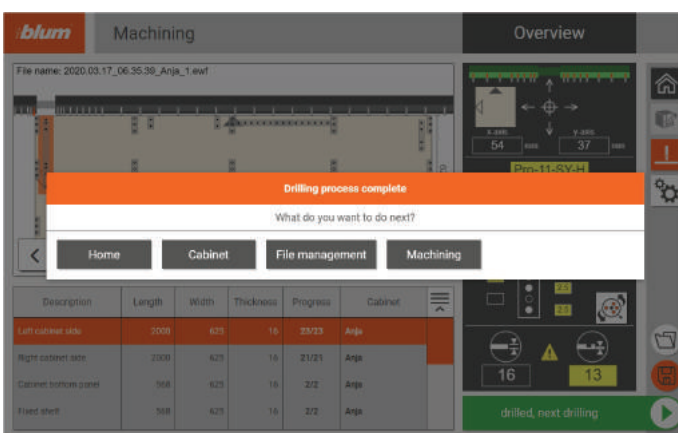 blum
Machining
Overview
File name: 2020.03.17_06.35.39_Anja_1.ewf
x-axis
y-axis
54 mm
37 mm
Pro-11-SY-H
Drilling process complete
What do you want to do next?
Home
Cabinet
File management
Machining
Description Length Width Thickness Progress Cabinet
Left cabinet side 2000 625 16 23/23 Anja
Right cabinet side 2000 625 16 21/21 Anja
Cabinet bottom panel 568 625 16 2/2 Anja
Fixed shelf 568 625 16 2/2 Anja
2.5
2.5
16
13
drilled, next drilling